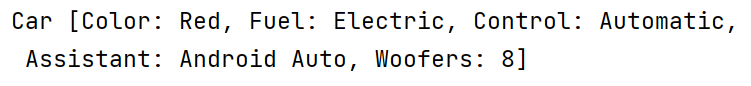 Car [Color: Red, Fuel: Electric, Control: Automatic,
Assistant: Android Auto, Woofers: 8]